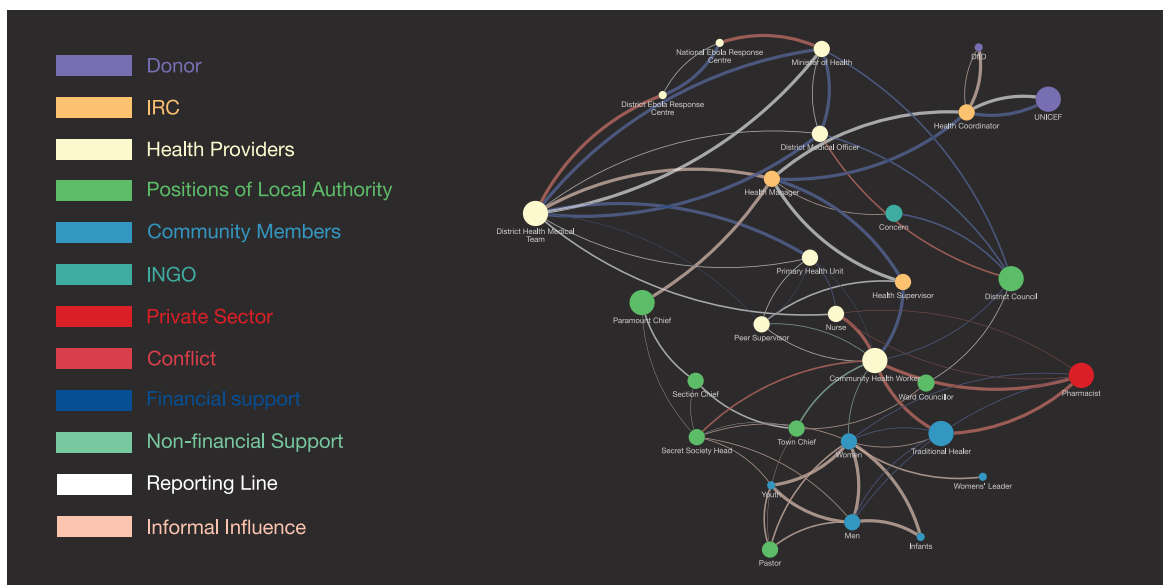 Donor
IRC
Health Providers
Positions of Local Authority
Community Members
INGO
Private Sector
Conflict
Financial support
Non-financial Support
Reporting Line
Informal Influence
National Ebola Response
Centre
Minister of Health
DfID
District Ebola Response
Centre
Health Coordinator
UNICEF
District Medical Officer
Health Manager
District Health Medical
Team
Concern
Primary Health Unit
Health Supervisor
District Council
Paramount Chief
Peer Supervisor
Nurse
Community Health Worker
Ward Councillor
Pharmacist
Section Chief
Secret Society Head
Town Chief
Women
Traditional Healer
Youth
Womens' Leader
Men
Infants
Pastor